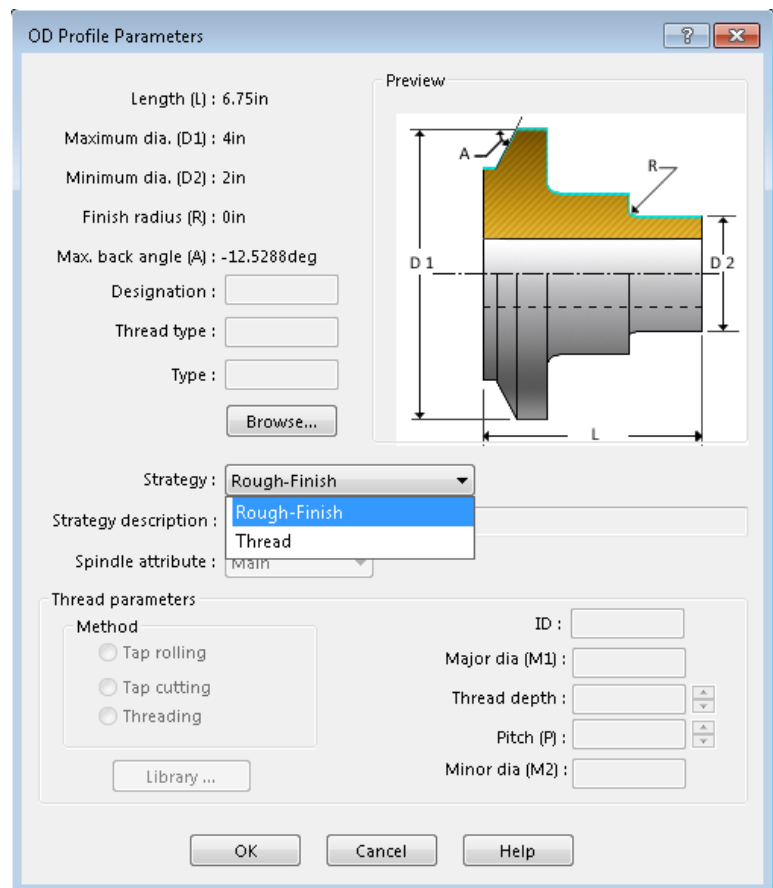 OD Profile Parameters
Length (L) : 6.75in
Maximum dia. (D1) : 4in
Minimum dia. (D2) : 2in
Finish radius (R) : 0in
Max. back angle (A) : -12.5288deg
Designation :
Thread type :
Type :
Browse...
Preview
A
R
D 1
D 2
L
Strategy : Rough-Finish
Rough-Finish
Thread
Strategy description :
Spindle attribute : Main
Thread parameters
Method
Tap rolling
Tap cutting
Threading
Library ...
ID :
Major dia (M1) :
Thread depth :
Pitch (P) :
Minor dia (M2) :
OK
Cancel
Help